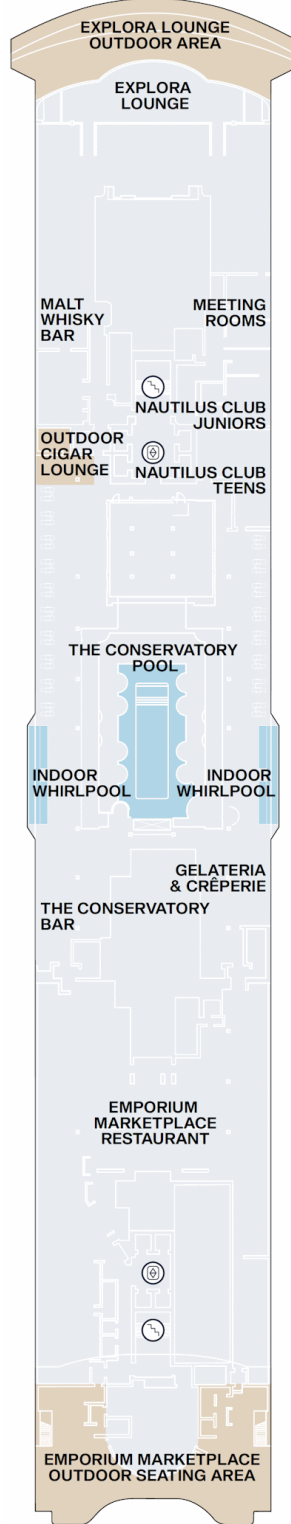 EXPLORA LOUNGE
OUTDOOR AREA
EXPLORA
LOUNGE
MALT
WHISKY
BAR
MEETING
ROOMS
NAUTILUS CLUB
JUNIORS
OUTDOOR
CIGAR
LOUNGE
NAUTILUS CLUB
TEENS
THE CONSERVATORY
POOL
INDOOR
WHIRLPOOL
INDOOR
WHIRLPOOL
GELATERIA
& CRÊPERIE
THE CONSERVATORY
BAR
EMPORIUM
MARKETPLACE
RESTAURANT
EMPORIUM MARKETPLACE
OUTDOOR SEATING AREA